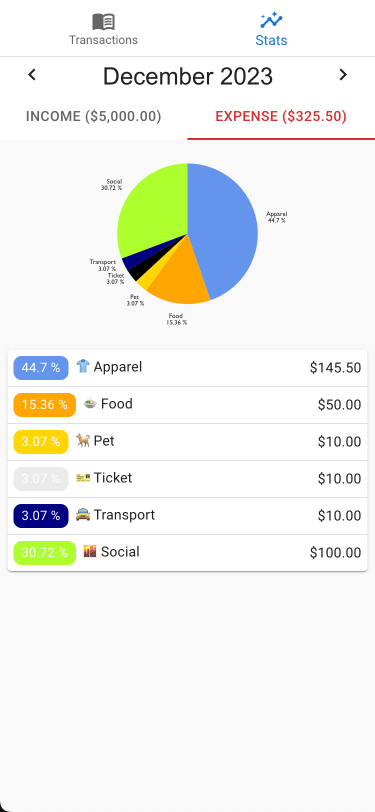 Transactions
Stats
December 2023
INCOME ($5,000.00)
EXPENSE ($325.50)
Social
30.72 %
Apparel
44.7 %
Transport
3.07 %
Ticket
3.07 %
Pet
3.07 %
Food
15.36 %
44.7 % Apparel $145.50
15.36 % Food $50.00
3.07 % Pet $10.00
3.07 % Ticket $10.00
3.07 % Transport $10.00
30.72 % Social $100.00